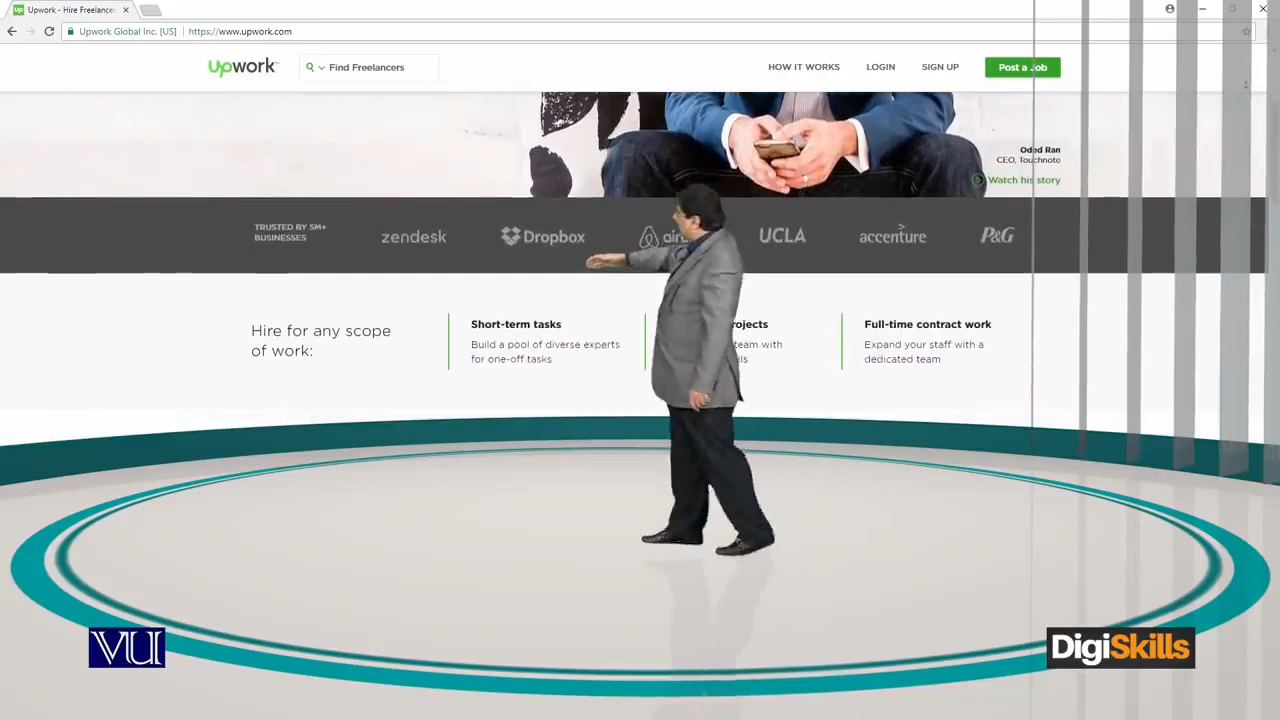 Upwork - Hire Freelancer
Upwork Global Inc. [US] https://www.upwork.com
upwork
Find Freelancers
HOW IT WORKS LOGIN SIGN UP Post a Job
Oded Ran
CEO, Touchnote
Watch his story
TRUSTED BY 5M+
BUSINESSES
zendesk Dropbox UCLA accenture P&G
Hire for any scope
of work:
Short-term tasks
Build a pool of diverse experts
for one-off tasks
team with
Full-time contract work
Expand your staff with a
dedicated team
VU
DigiSkills